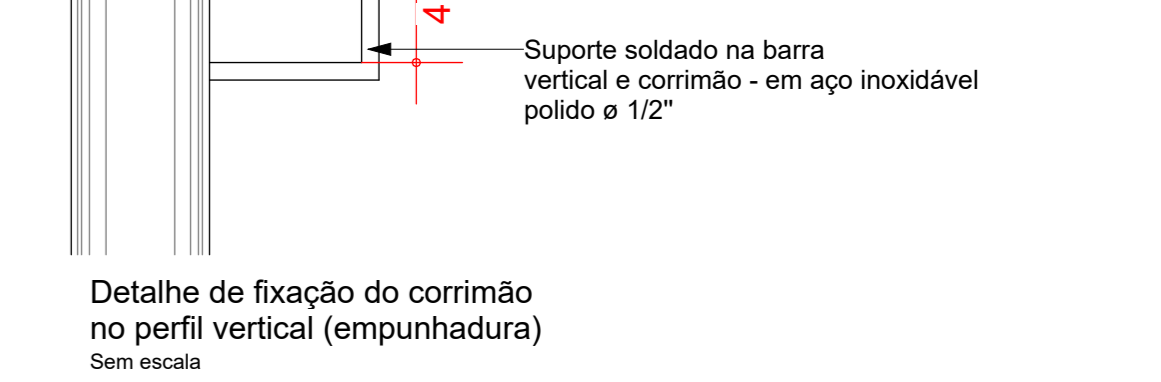 4
Suporte soldado na barra
vertical e corrimão - em aço inoxidável
polido ø 1/2"
Detalhe de fixação do corrimão
no perfil vertical (empunhadura)
Sem escala